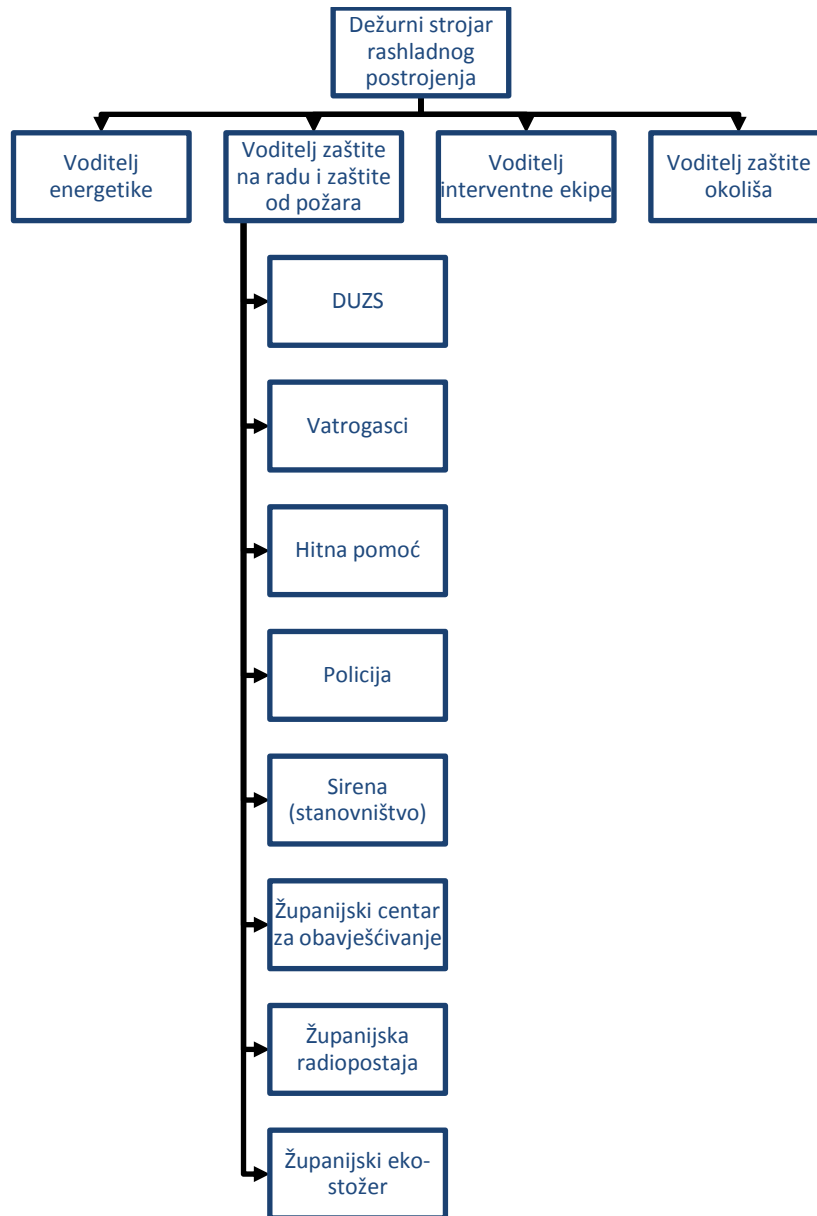 Dežurni strojar
rashladnog
postrojenja
Voditelj
energetike
Voditelj zaštite
na radu i zaštite
od požara
Voditelj
interventne ekipe
Voditelj zaštite
okoliša
DUZS
Vatrogasci
Hitna pomoć
Policija
Sirena
(stanovništvo)
Županijski centar
za obavješćivanje
Županijska
radiopostaja
Županijski eko-
stožer